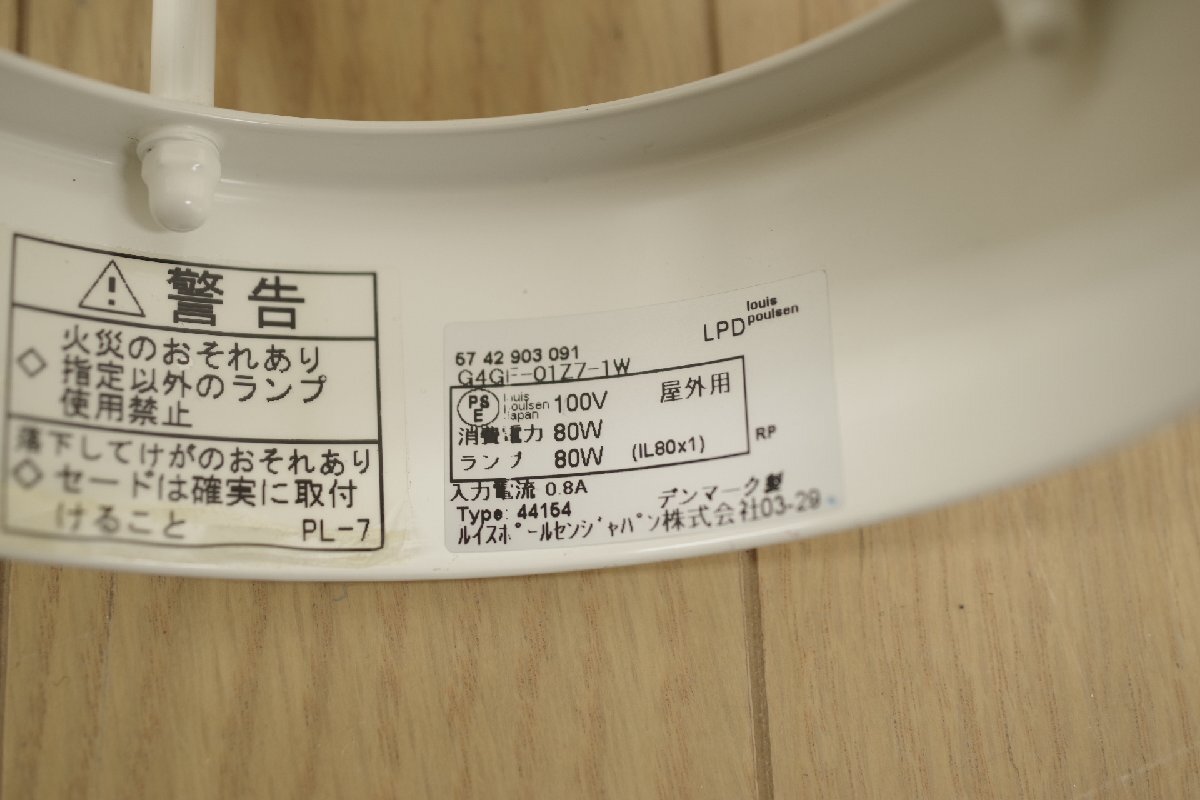 警告
◇ 火災のおそれあり
指定以外のランプ
使用禁止
落下してけがのおそれあり
◇ セードは確実に取付
けること PL-7
LPD louis
poulsen
57 42 903 091
PS
E
louis
poulsen
japan
100V 屋外用
消費電力 80W
ランプ 80W (IL80x1)
RP
入力電流 0.8A
デンマーク製
Type: 44154
ルイスポールセンジャパン株式会社03-29